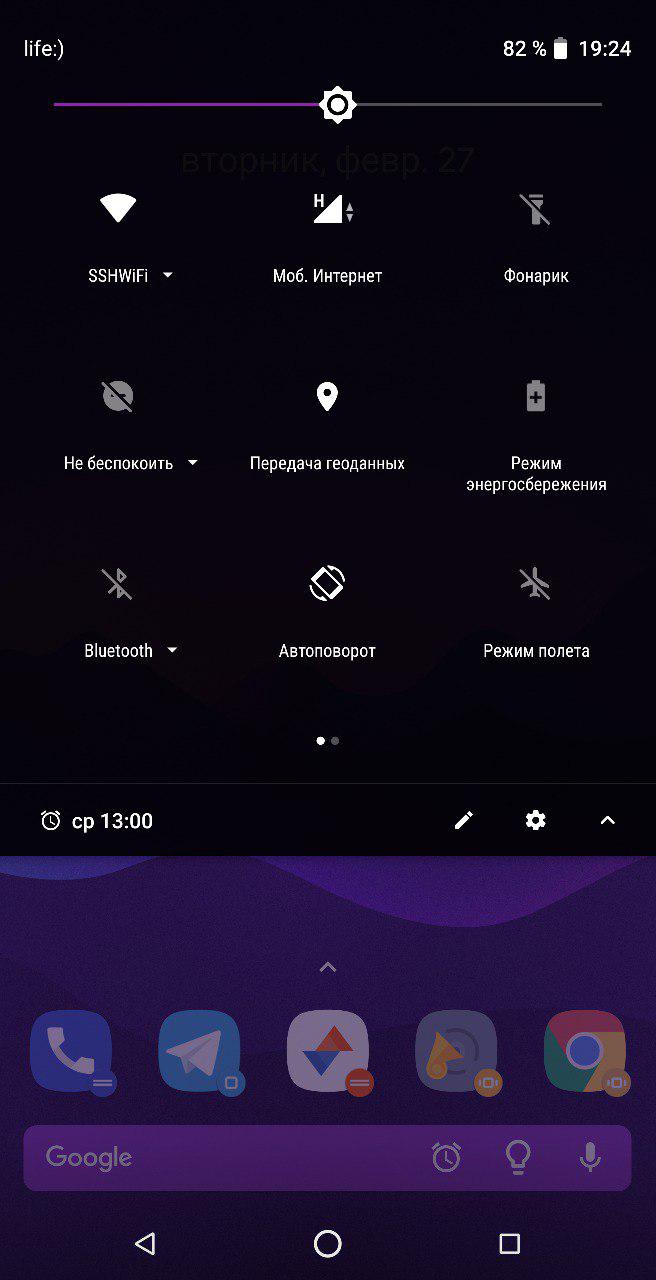 life:) 82 % 19:24
вторник, февр. 27
H
SSHWiFi Моб. Интернет Фонарик
Не беспокоить Передача геоданных Режим
энергосбережения
Bluetooth Автоповорот Режим полета
ср 13:00
Google